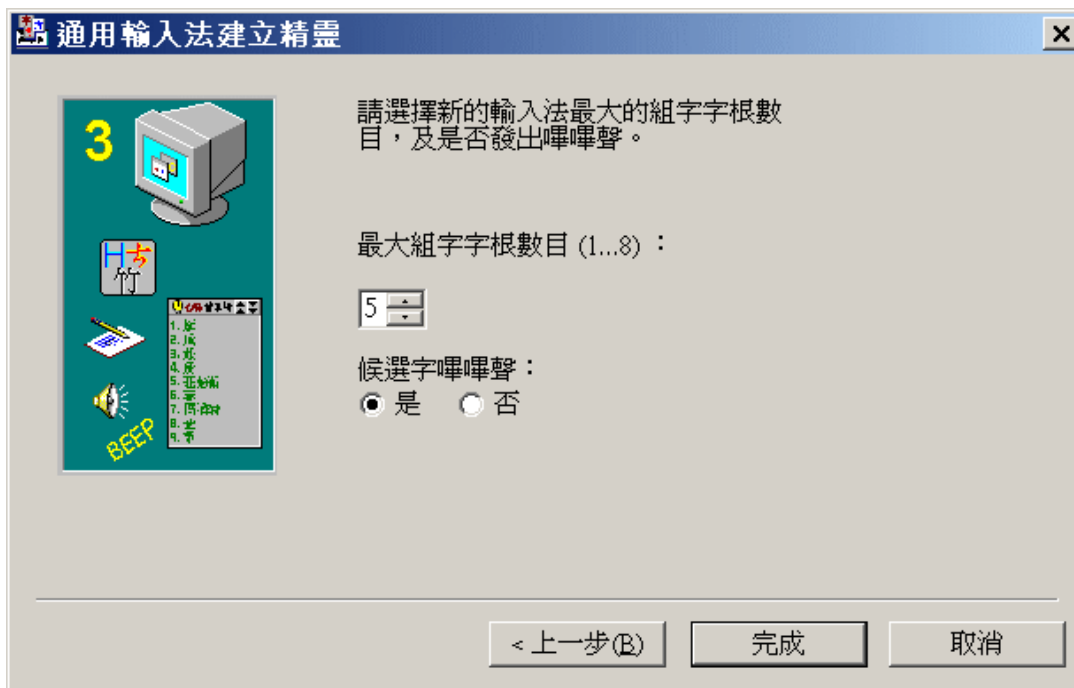 通用輸入法建立精靈
3
請選擇新的輸入法最大的組字字根數
目，及是否發出嗶嗶聲。
最大組字字根數目 (1...8) ：
H
竹
5
候選字嗶嗶聲：
是 否
BEEP
< 上一步(B) 完成 取消